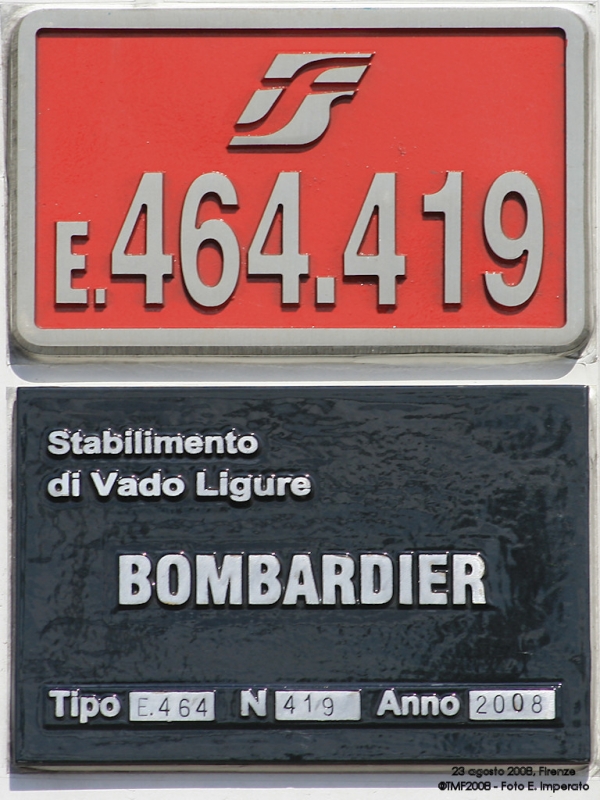 E.464.419
Stabilimento
di Vado Ligure
BOMBARDIER
Tipo E.464 N 419 Anno 2008
23 agosto 2008, Firenze
©TMF2008 - Foto E. Imperato